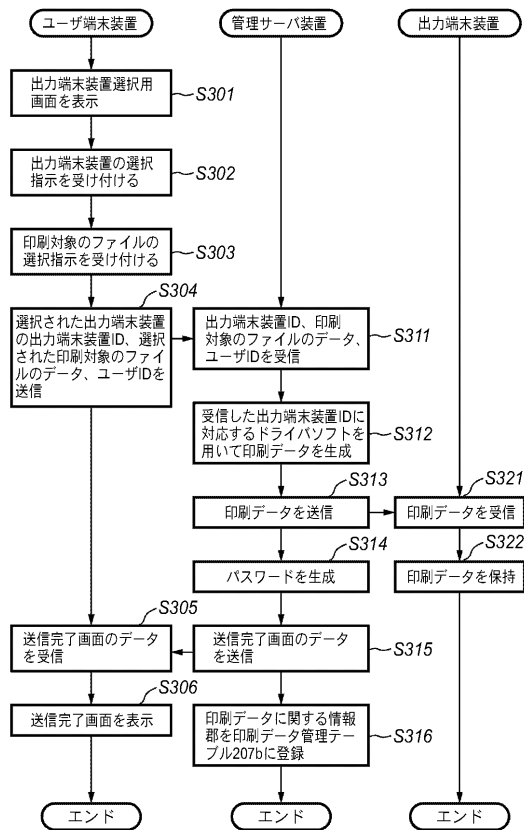 ユーザ端末装置
管理サーバ装置
出力端末装置
出力端末装置選択用
画面を表示
S301
出力端末装置の選択
指示を受け付ける
S302
印刷対象のファイルの
選択指示を受け付ける
S303
S304
選択された出力端末装置
の出力端末装置ID、選択
された印刷対象のファイ
ルのデータ、ユーザIDを
送信
出力端末装置ID、印刷
対象のファイルのデータ、
ユーザIDを受信
S311
受信した出力端末装置IDに
対応するドライバソフトを
用いて印刷データを生成
S312
S313
印刷データを送信
S321
印刷データを受信
S314
パスワードを生成
S322
印刷データを保持
S305
送信完了画面のデータ
を受信
送信完了画面のデータ
を送信
S315
S306
送信完了画面を表示
印刷データに関する情報
郡を印刷データ管理テー
ブル207bに登録
S316
エンド
エンド
エンド